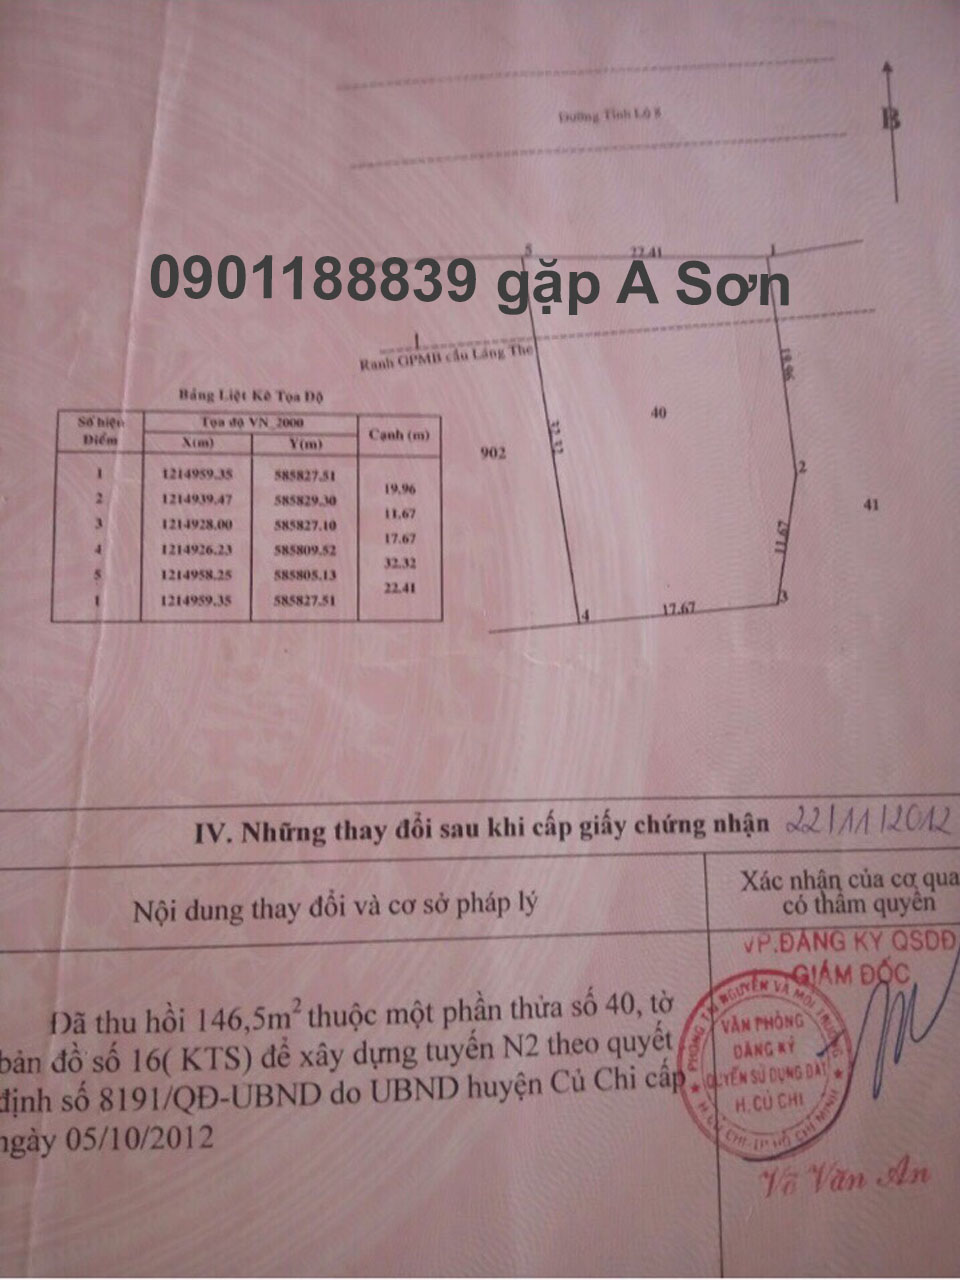 Đường Tỉnh Lộ 8
B
5
22.41
1
0901188839 gặp A Sơn
Ranh GPMB cầu Láng The
19.96
Bảng Liệt Kê Tọa Độ
Số hiệu Điểm
Tọa độ VN_2000
Cạnh (m)
X(m) Y(m)
1 1214959.35 585827.51
19.96
2 1214939.47 585829.30
11.67
3 1214928.00 585827.10
17.67
4 1214926.23 585809.52
32.32
5 1214958.25 585805.13
22.41
1 1214959.35 585827.51
40
902
32.32
2
41
11.67
3
17.67
4
IV. Những thay đổi sau khi cấp giấy chứng nhận 22/11/2012
Nội dung thay đổi và cơ sở pháp lý
Xác nhận của cơ qua
có thẩm quyền
Đã thu hồi 146,5m² thuộc một phần thửa số 40, tờ
bản đồ số 16( KTS) để xây dựng tuyến N2 theo quyết
định số 8191/QĐ-UBND do UBND huyện Củ Chi cấp
ngày 05/10/2012
VP.ĐĂNG KÝ QSDĐ
GIÁM ĐỐC
PHÒNG TÀI NGUYÊN VÀ MÔI TRƯỜNG
VĂN PHÒNG
ĐĂNG KÝ
QUYỀN SỬ DỤNG ĐẤT
H. CỦ CHI
H. CỦ CHI-TP HỒ CHÍ MINH
Võ Văn An